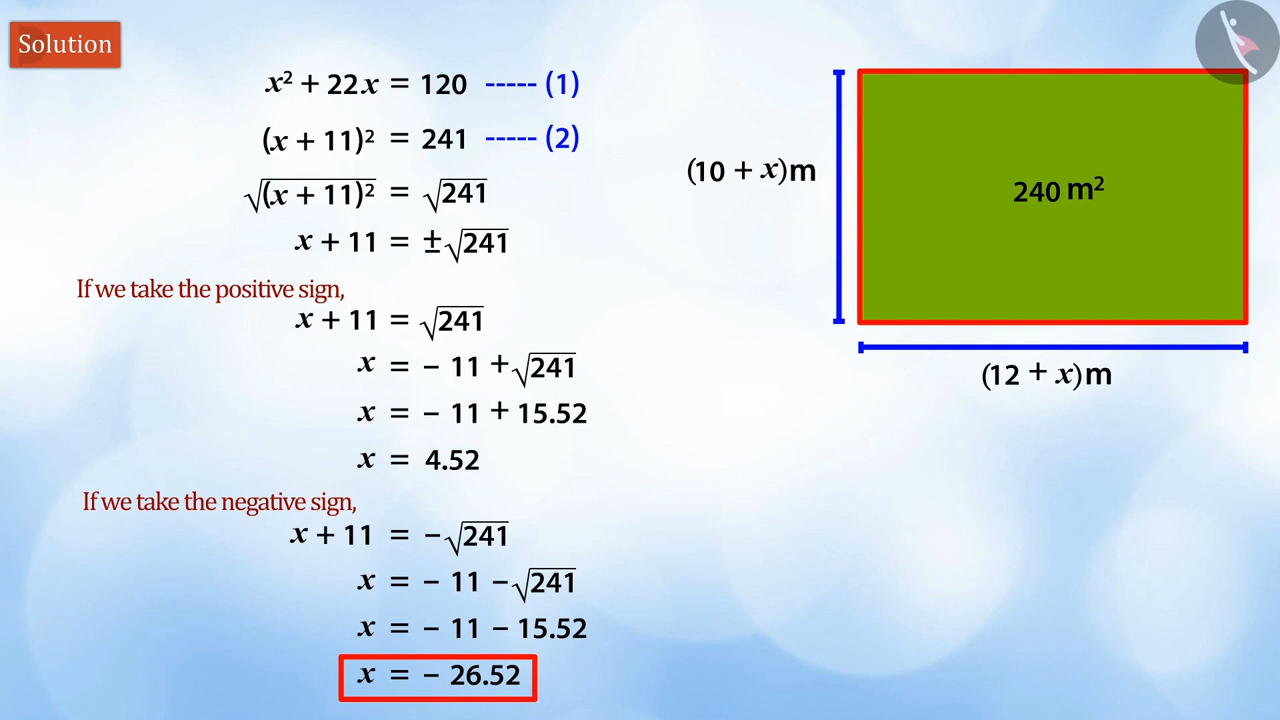 Solution
x² + 22x = 120 ----- (1)
(x + 11)² = 241 ----- (2)
√(x + 11)² = √241
x + 11 = ±√241
If we take the positive sign,
x + 11 = √241
x = − 11 + √241
x = − 11 + 15.52
x = 4.52
If we take the negative sign,
x + 11 = −√241
x = − 11 −√241
x = − 11 − 15.52
x = − 26.52
(10 + x)m
240 m²
(12 + x)m